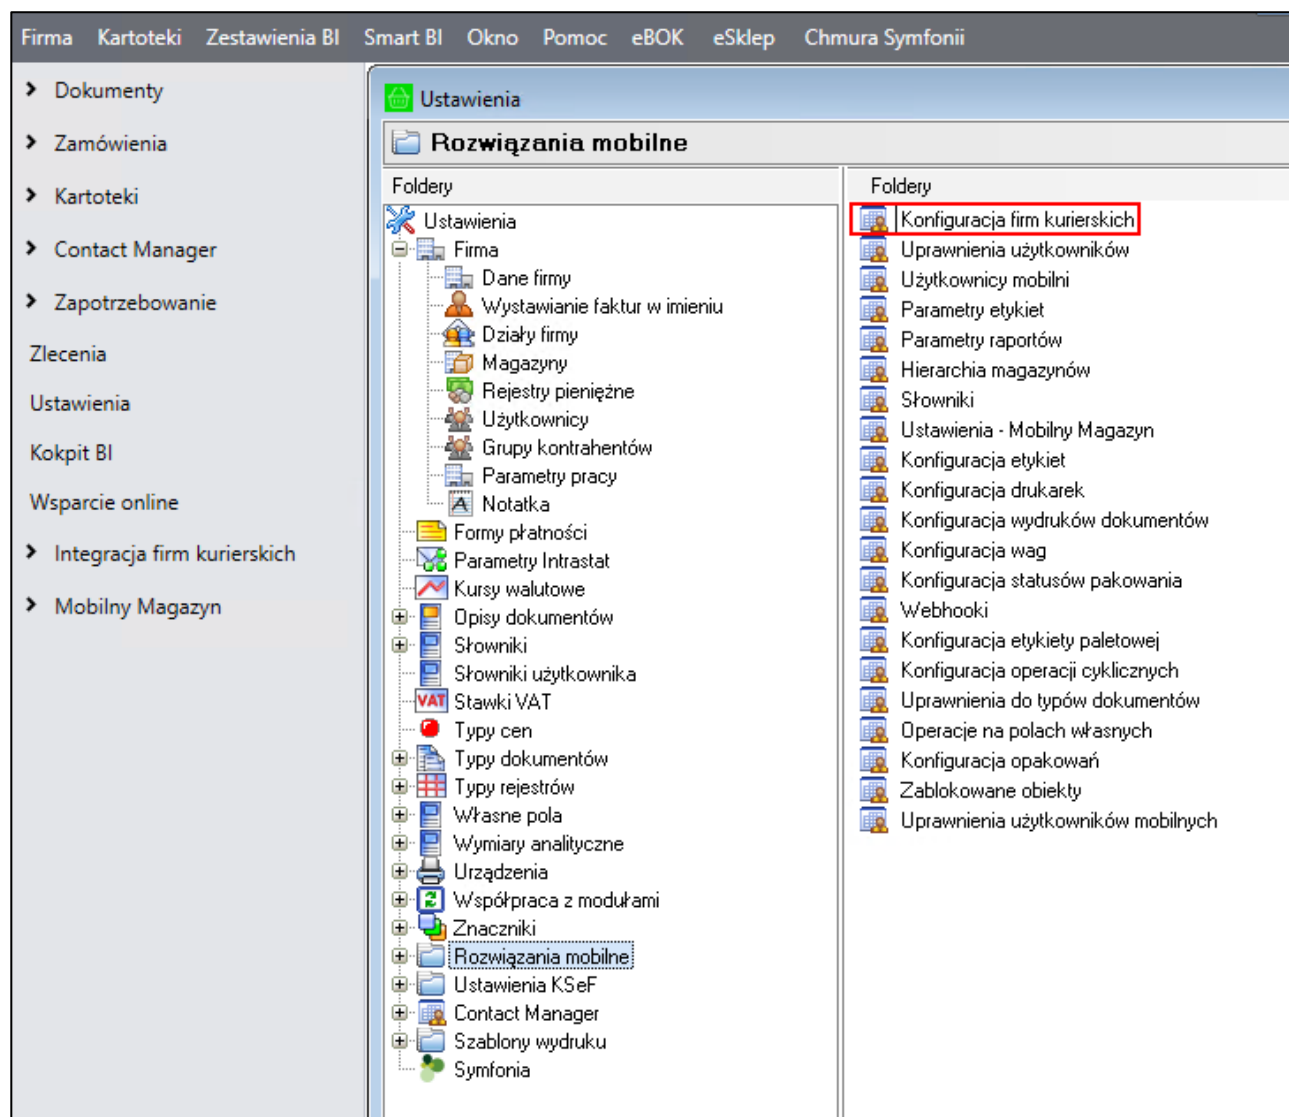 Firma Kartoteki Zestawienia BI Smart BI Okno Pomoc eBOK eSklep Chmura Symfonii
Dokumenty
Zamówienia
Kartoteki
Contact Manager
Zapotrzebowanie
Zlecenia
Ustawienia
Kokpit BI
Wsparcie online
Integracja firm kurierskich
Mobilny Magazyn
Ustawienia
Rozwiązania mobilne
Foldery
Ustawienia
Firma
Dane firmy
Wystawianie faktur w imieniu
Działy firmy
Magazyny
Rejestry pieniężne
Użytkownicy
Grupy kontrahentów
Parametry pracy
Notatka
Formy płatności
Parametry Intrastat
Kursy walutowe
Opisy dokumentów
Słowniki
Słowniki użytkownika
VAT Stawki VAT
Typy cen
Typy dokumentów
Typy rejestrów
Własne pola
Wymiary analityczne
Urządzenia
Współpraca z modułami
Znaczniki
Rozwiązania mobilne
Ustawienia KSeF
Contact Manager
Szablony wydruku
Symfonia
Foldery
Konfiguracja firm kurierskich
Uprawnienia użytkowników
Użytkownicy mobilni
Parametry etykiet
Parametry raportów
Hierarchia magazynów
Słowniki
Ustawienia - Mobilny Magazyn
Konfiguracja etykiet
Konfiguracja drukarek
Konfiguracja wydruków dokumentów
Konfiguracja wag
Konfiguracja statusów pakowania
Webhooki
Konfiguracja etykiety paletowej
Konfiguracja operacji cyklicznych
Uprawnienia do typów dokumentów
Operacje na polach własnych
Konfiguracja opakowań
Zablokowane obiekty
Uprawnienia użytkowników mobilnych